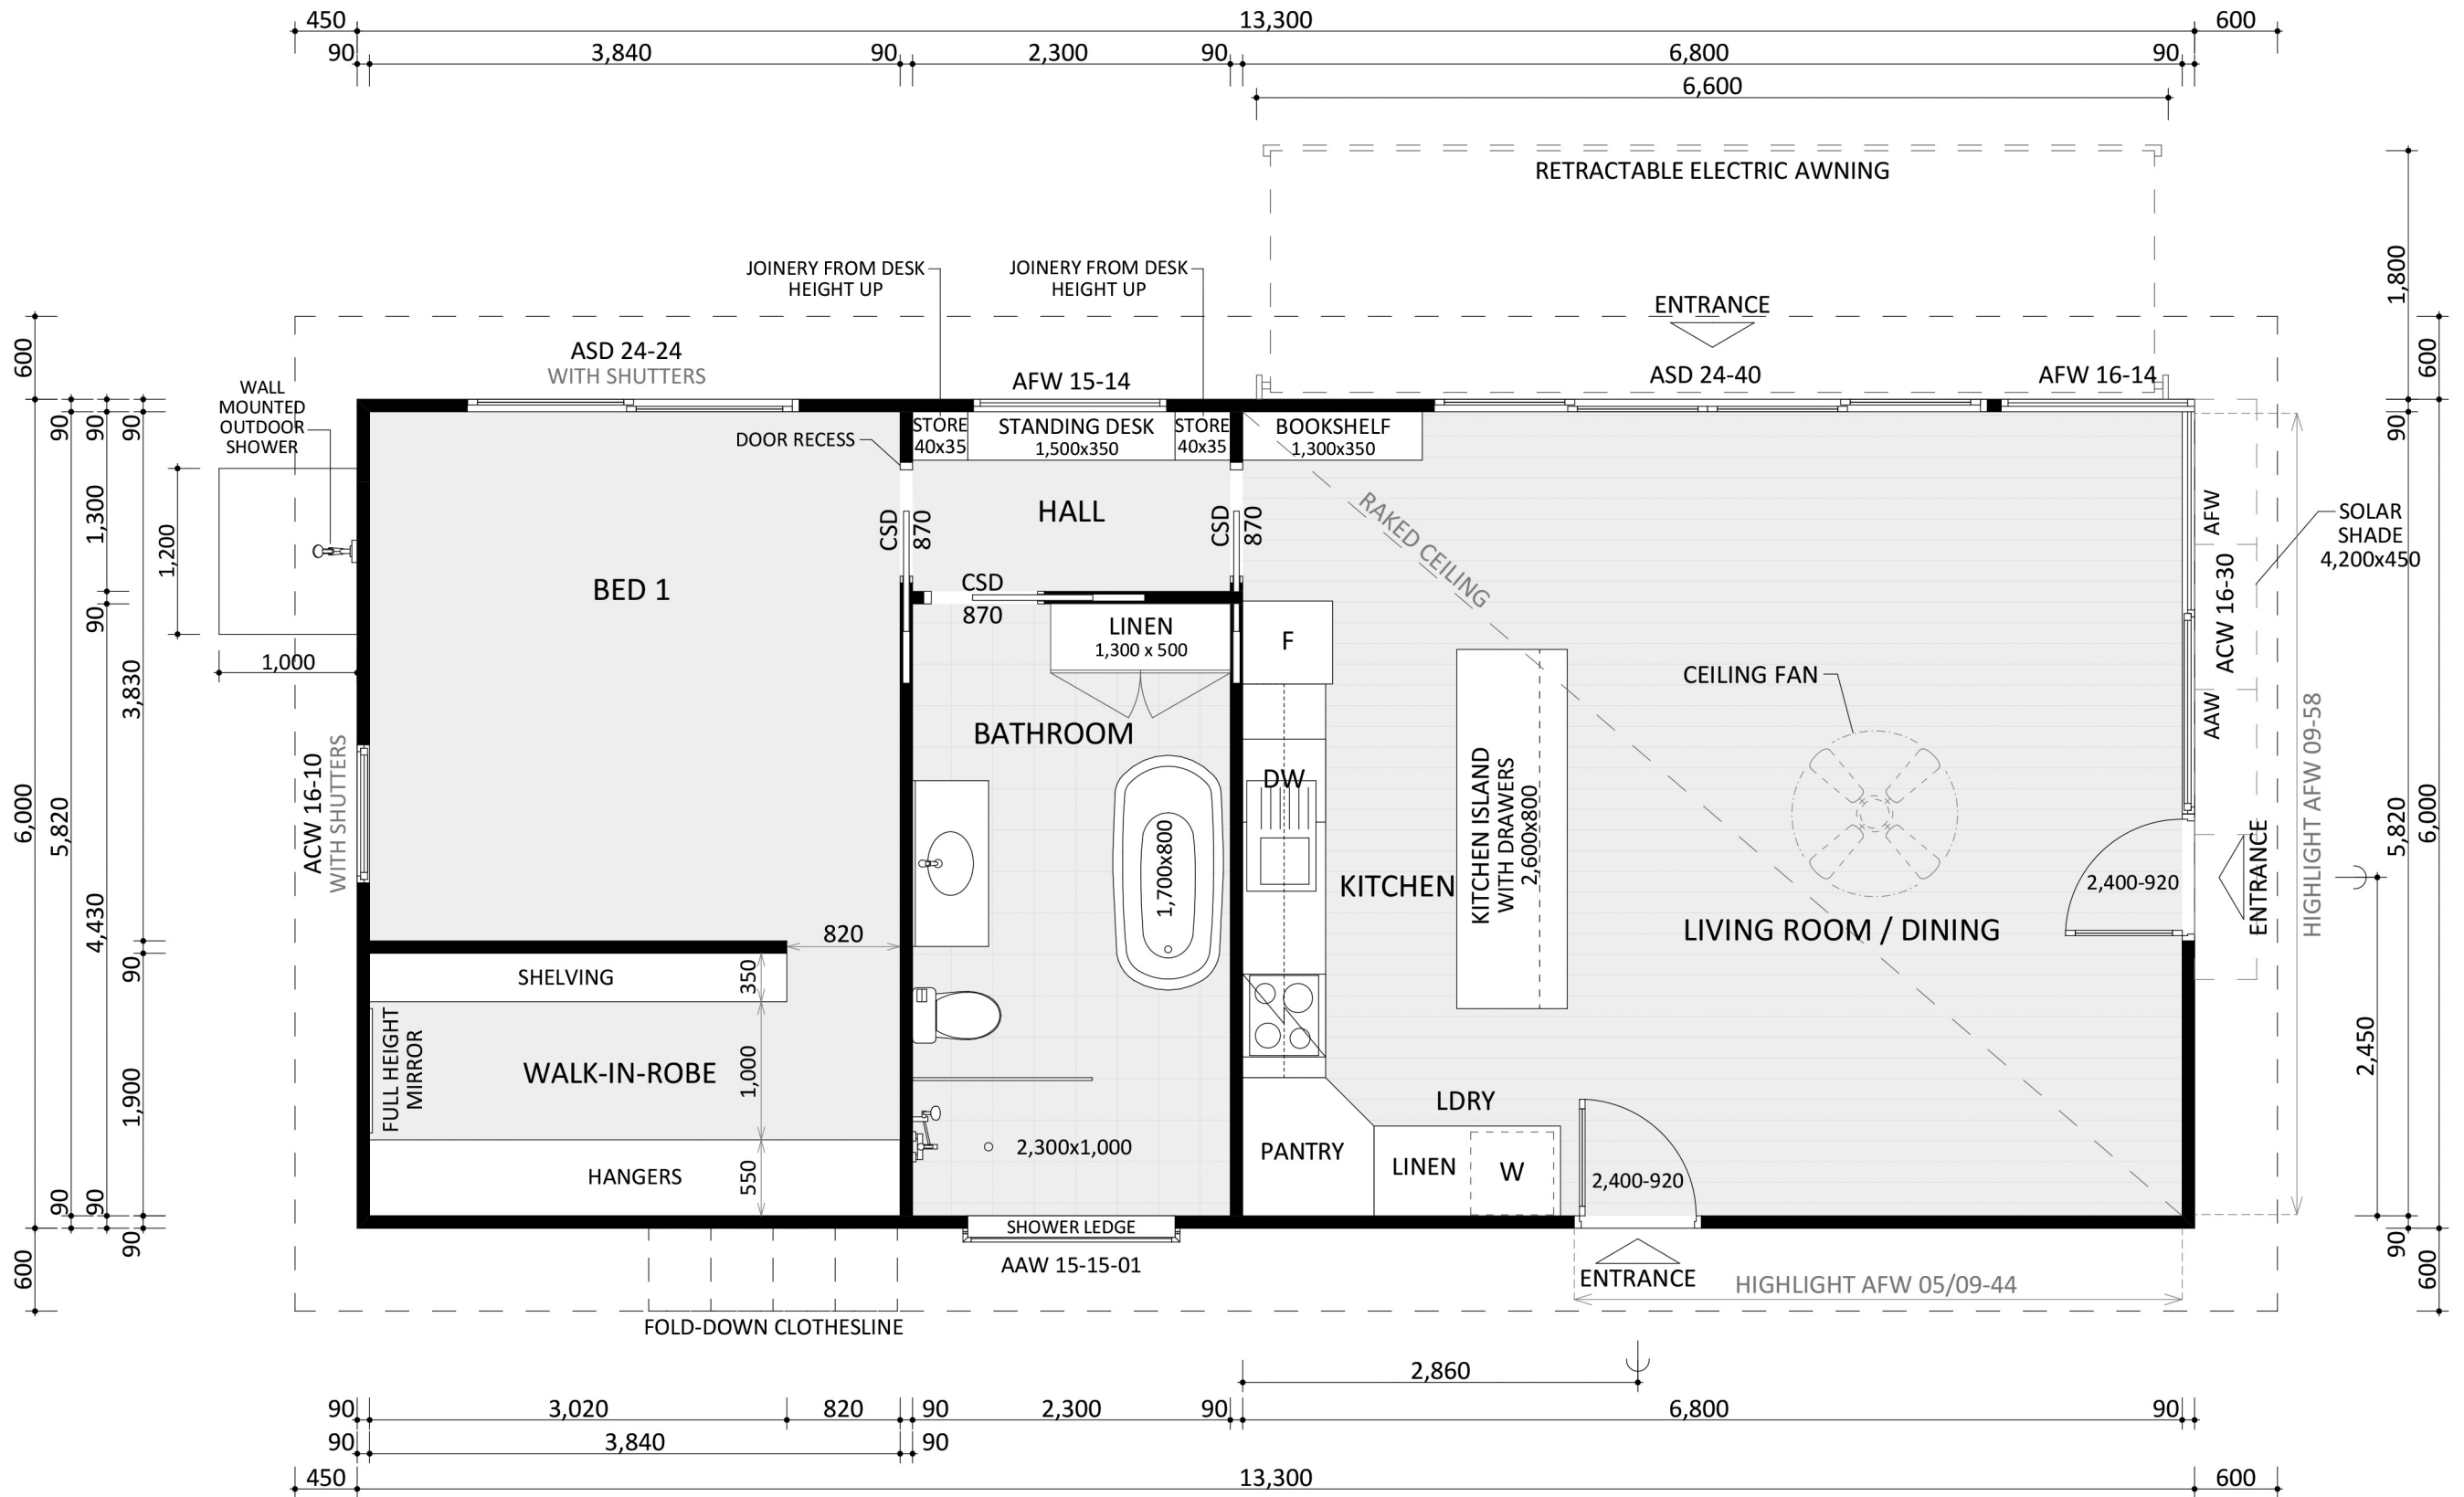 450
13,300
600
90
3,840
90
2,300
90
6,800
90
6,600
RETRACTABLE ELECTRIC AWNING
1,800
JOINERY FROM DESK
HEIGHT UP
JOINERY FROM DESK
HEIGHT UP
ENTRANCE
600
600
ASD 24-24
WITH SHUTTERS
AFW 15-14
ASD 24-40
AFW 16-14
WALL
MOUNTED
OUTDOOR
SHOWER
90
90
90
DOOR RECESS
STORE
40x35
STANDING DESK
1,500x350
STORE
40x35
BOOKSHELF
1,300x350
90
1,300
1,200
CSD
870
HALL
CSD
870
RAKED CEILING
AFW
SOLAR
SHADE
4,200x450
ACW 16-30
BED 1
CSD
870
90
LINEN
1,300 x 500
F
1,000
3,830
CEILING FAN
AAW
HIGHLIGHT AFW 09-58
BATHROOM
DW
6,000
5,820
ACW 16-10
WITH SHUTTERS
1,700x800
KITCHEN ISLAND
WITH DRAWERS
2,600x800
5,820
6,000
KITCHEN
2,400-920
ENTRANCE
4,430
820
LIVING ROOM / DINING
90
SHELVING
350
FULL HEIGHT
MIRROR
WALK-IN-ROBE
1,000
2,450
1,900
LDRY
2,300x1,000
PANTRY
LINEN
W
2,400-920
HANGERS
550
90
90
90
SHOWER LEDGE
90
600
AAW 15-15-01
ENTRANCE
HIGHLIGHT AFW 05/09-44
600
FOLD-DOWN CLOTHESLINE
2,860
90
3,020
820
90
2,300
90
6,800
90
90
3,840
90
450
13,300
600